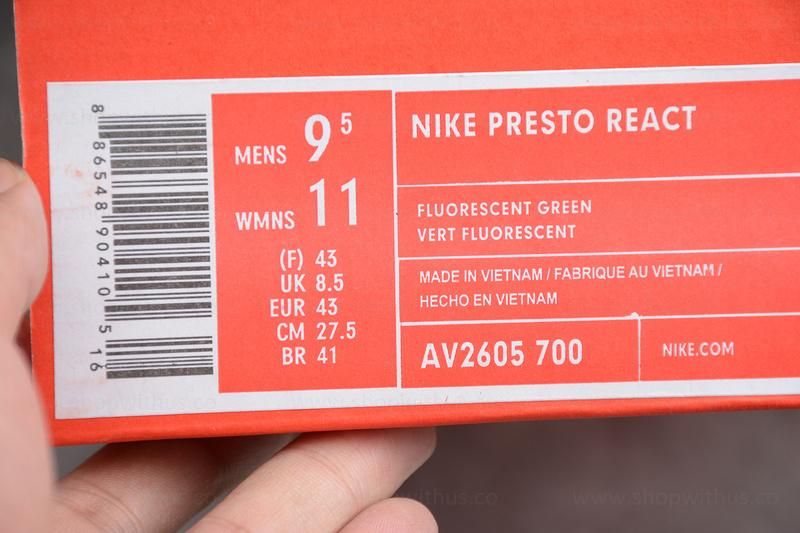 8 86548 90410 5 16
MENS 9 5
WMNS 11
(F) 43
UK 8.5
EUR 43
CM 27.5
BR 41
NIKE PRESTO REACT
FLUORESCENT GREEN
VERT FLUORESCENT
MADE IN VIETNAM / FABRIQUE AU VIETNAM /
HECHO EN VIETNAM
AV2605 700
NIKE.COM
www.shopwithus.co